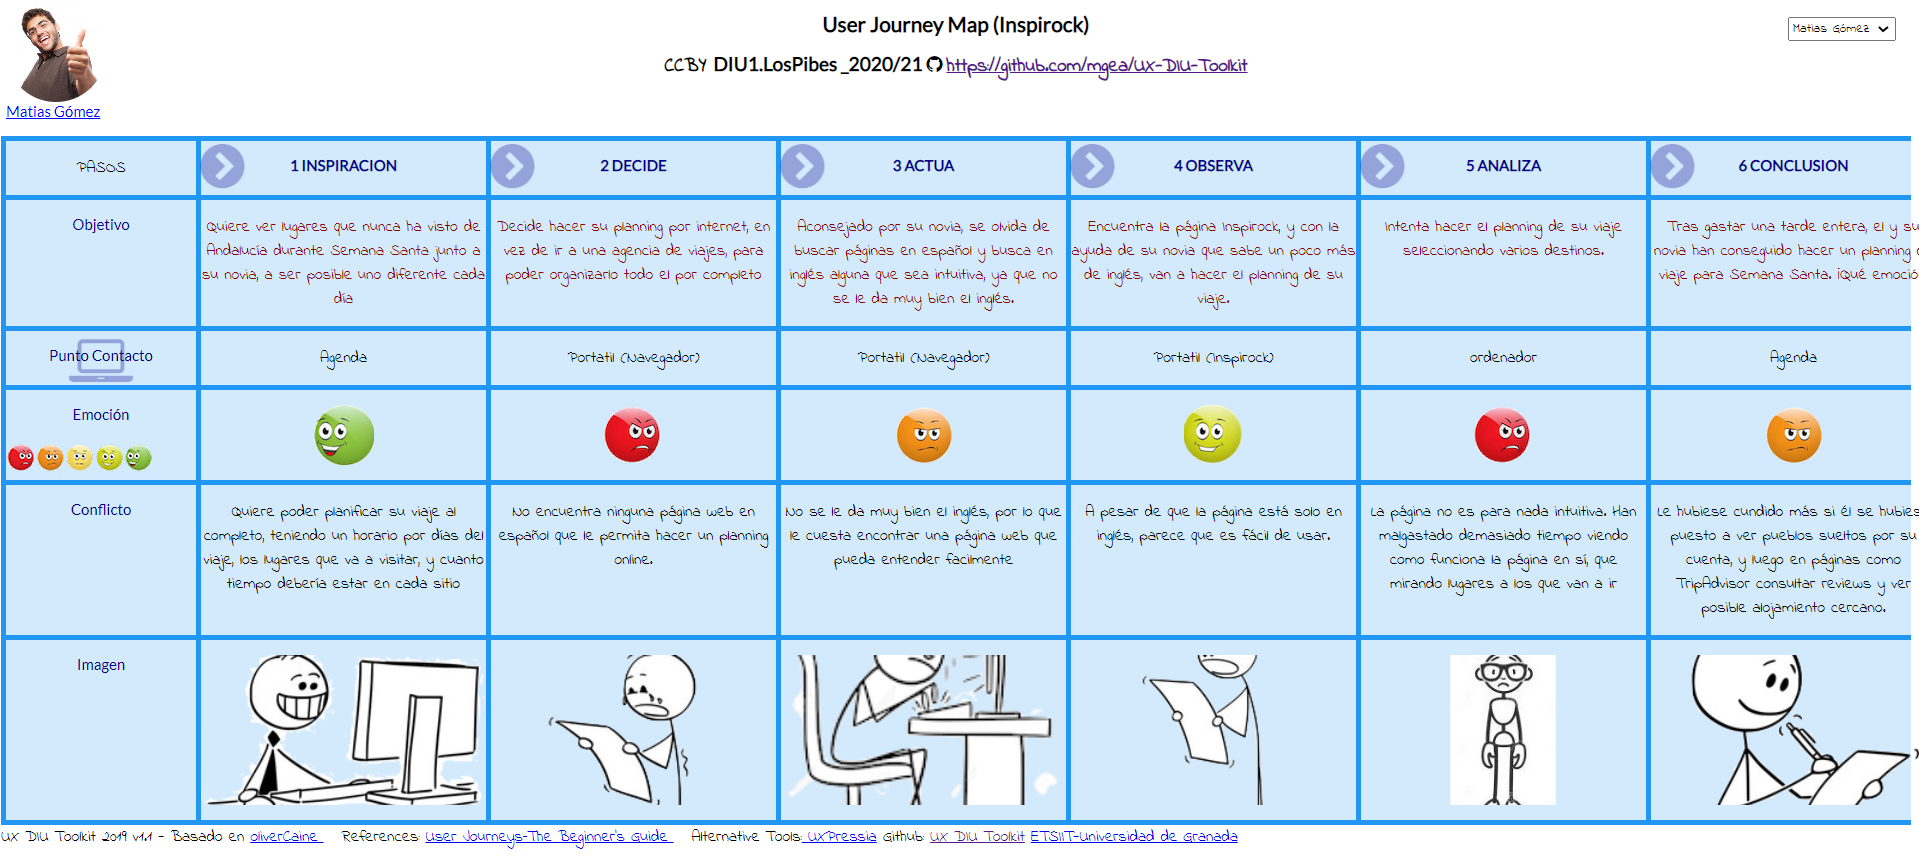 User Journey Map (Inspirock)
Matias Gómez
CCBY DIU1.LosPibes _2020/21 https://github.com/mgea/UX-DIU-Toolkit
Matias Gómez
PASOS
1 INSPIRACION
2 DECIDE
3 ACTUA
4 OBSERVA
5 ANALIZA
6 CONCLUSION
Objetivo
Quiere ver lugares que nunca ha visto de
Andalucía durante Semana Santa junto a
su novia, a ser posible uno diferente cada
día
Decide hacer su planning por internet, en
vez de ir a una agencia de viajes, para
poder organizarlo todo el por completo
Aconsejado por su novia, se olvida de
buscar páginas en español y busca en
inglés alguna que sea intuitiva, ya que no
se le da muy bien el inglés.
Encuentra la página Inspirock, y con la
ayuda de su novia que sabe un poco más
de inglés, van a hacer el planning de su
viaje.
Intenta hacer el planning de su viaje
seleccionando varios destinos.
Tras gastar una tarde entera, el y su
novia han conseguido hacer un planning
viaje para Semana Santa. ¡Qué emoció
Punto Contacto
Agenda
Portatil (Navegador)
Portatil (Navegador)
Portatil (Inspirock)
ordenador
Agenda
Emoción
Conflicto
Quiere poder planificar su viaje al
completo, teniendo un horario por días del
viaje, los lugares que va a visitar, y cuanto
tiempo debería estar en cada sitio
No encuentra ninguna página web en
español que le permita hacer un planning
online.
No se le da muy bien el inglés, por lo que
le cuesta encontrar una página web que
pueda entender facilmente
A pesar de que la página está solo en
inglés, parece que es fácil de usar.
La página no es para nada intuitiva. Han
malgastado demasiado tiempo viendo
como funciona la página en sí, que
mirando lugares a los que van a ir
Le hubiese cundido más si él se hubies
puesto a ver pueblos sueltos por su
cuenta, y luego en páginas como
TripAdvisor consultar reviews y ver
posible alojamiento cercano.
Imagen
UX DIU Toolkit 2019 v1.1 - Basado en oliverCaine References: User Journeys-The Beginner's Guide Alternative Tools: UXPressia Github: UX DIU Toolkit ETSIIT-Universidad de Granada